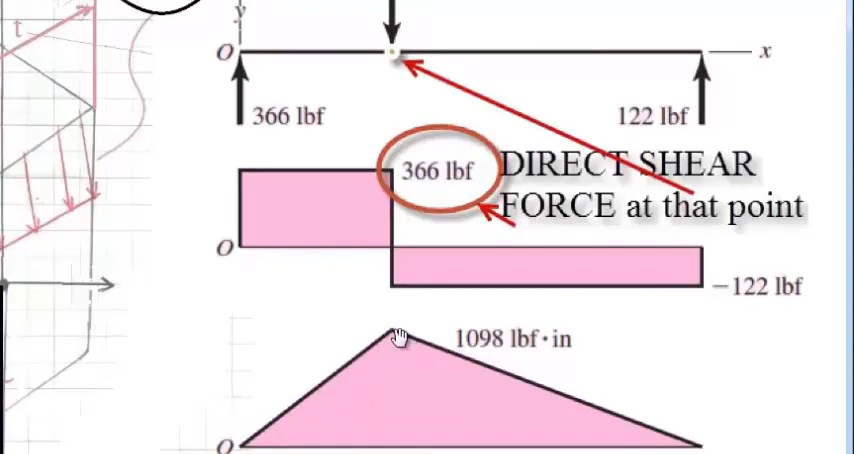 y
t
O
x
366 lbf
122 lbf
366 lbf
DIRECT SHEAR
FORCE at that point
O
−122 lbf
1098 lbf·in
O